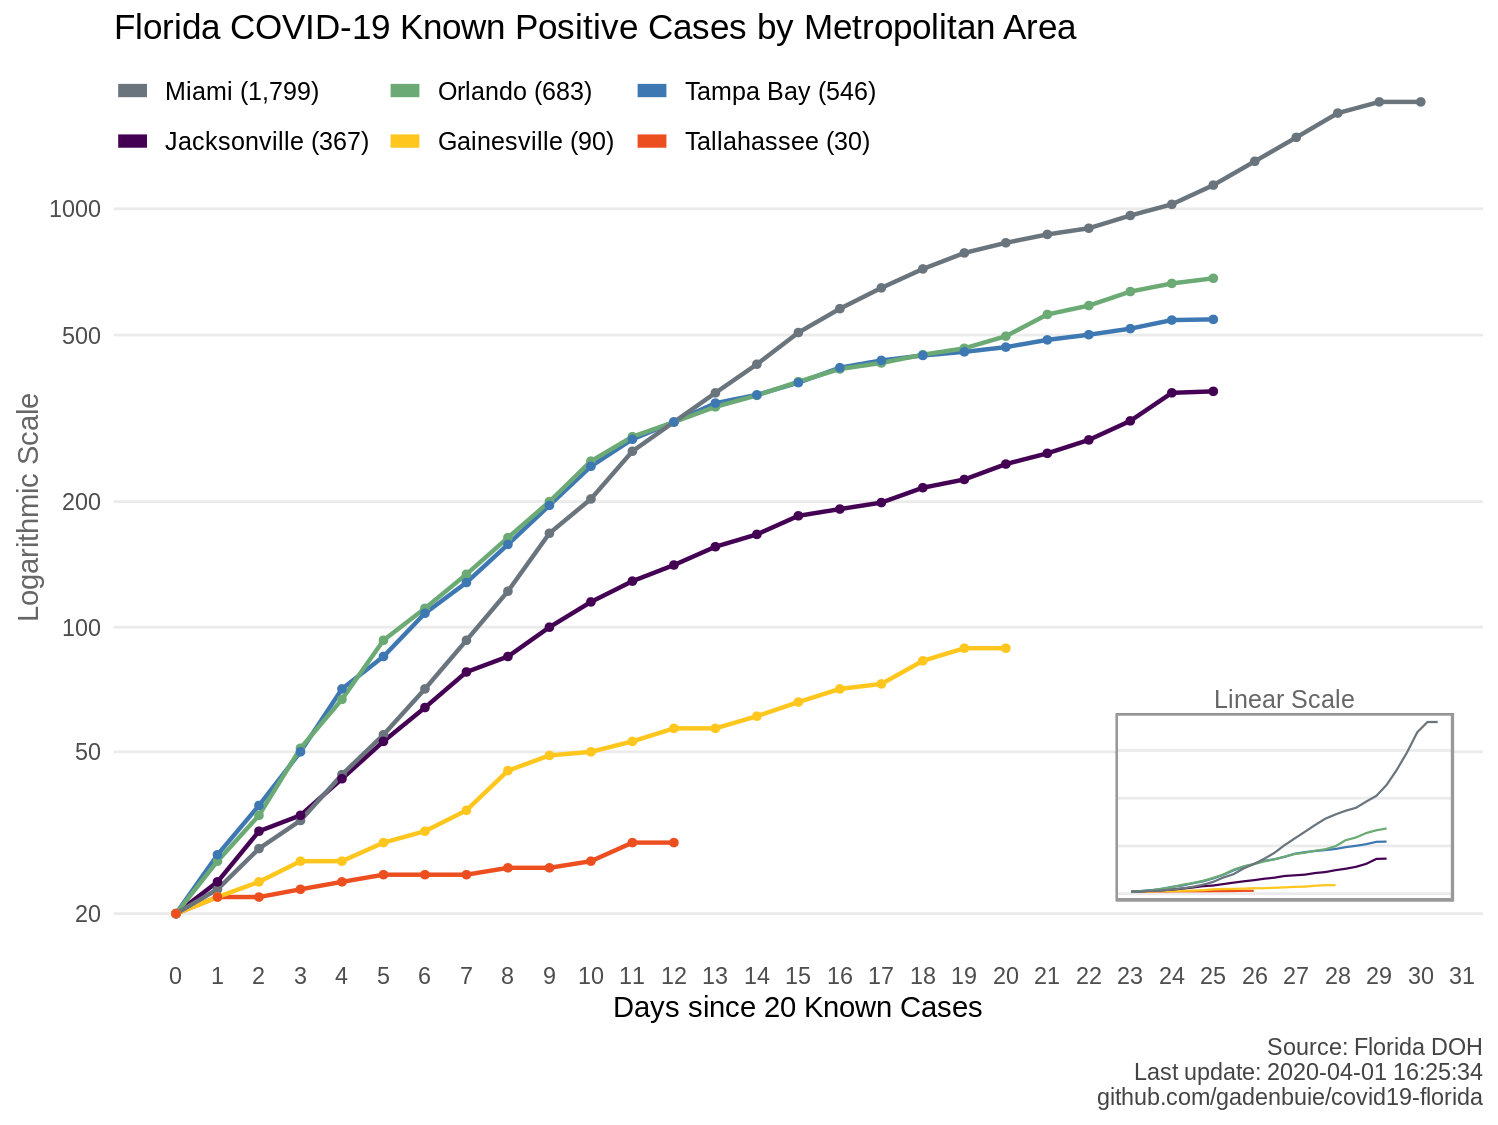 Florida COVID-19 Known Positive Cases by Metropolitan Area
Miami (1,799) Orlando (683) Tampa Bay (546)
Jacksonville (367) Gainesville (90) Tallahassee (30)
Logarithmic Scale
1000
500
200
100
50
20
Linear Scale
0 1 2 3 4 5 6 7 8 9 10 11 12 13 14 15 16 17 18 19 20 21 22 23 24 25 26 27 28 29 30 31
Days since 20 Known Cases
Source: Florida DOH
Last update: 2020-04-01 16:25:34
github.com/gadenbuie/covid19-florida